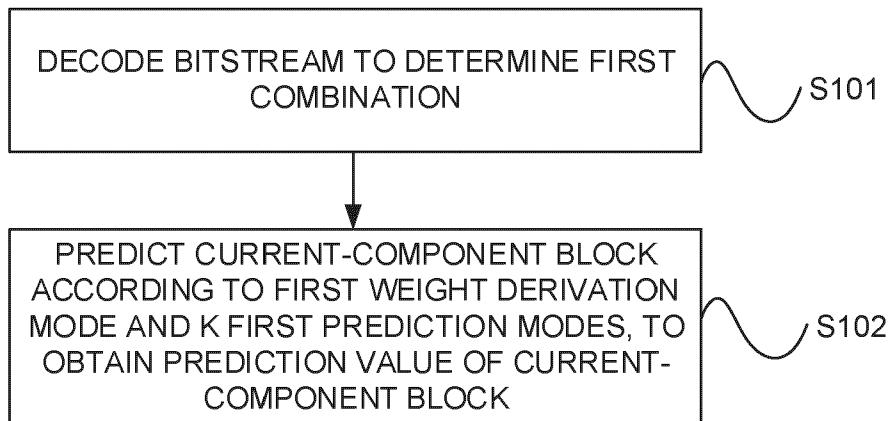 DECODE BITSTREAM TO DETERMINE FIRST
COMBINATION
S101
PREDICT CURRENT-COMPONENT BLOCK
ACCORDING TO FIRST WEIGHT DERIVATION
MODE AND K FIRST PREDICTION MODES, TO
OBTAIN PREDICTION VALUE OF CURRENT-
COMPONENT BLOCK
S102